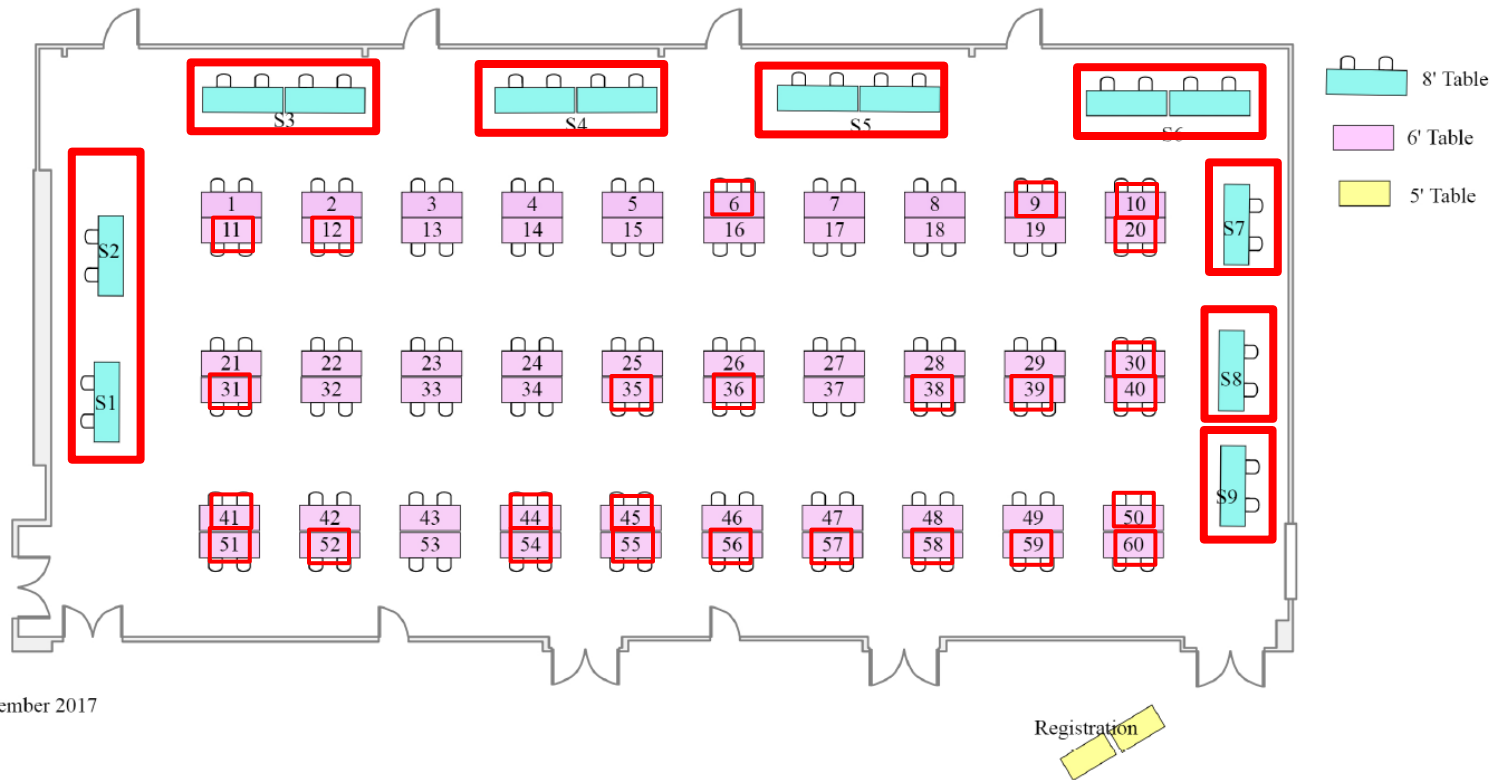 S3 S4 S5 S6
8' Table
6' Table
5' Table
1 2 3 4 5 6 7 8 9 10
11 12 13 14 15 16 17 18 19 20
S7
S2
21 22 23 24 25 26 27 28 29 30
31 32 33 34 35 36 37 38 39 40
S8
S1
S9
41 42 43 44 45 46 47 48 49 50
51 52 53 54 55 56 57 58 59 60
ember 2017
Registration